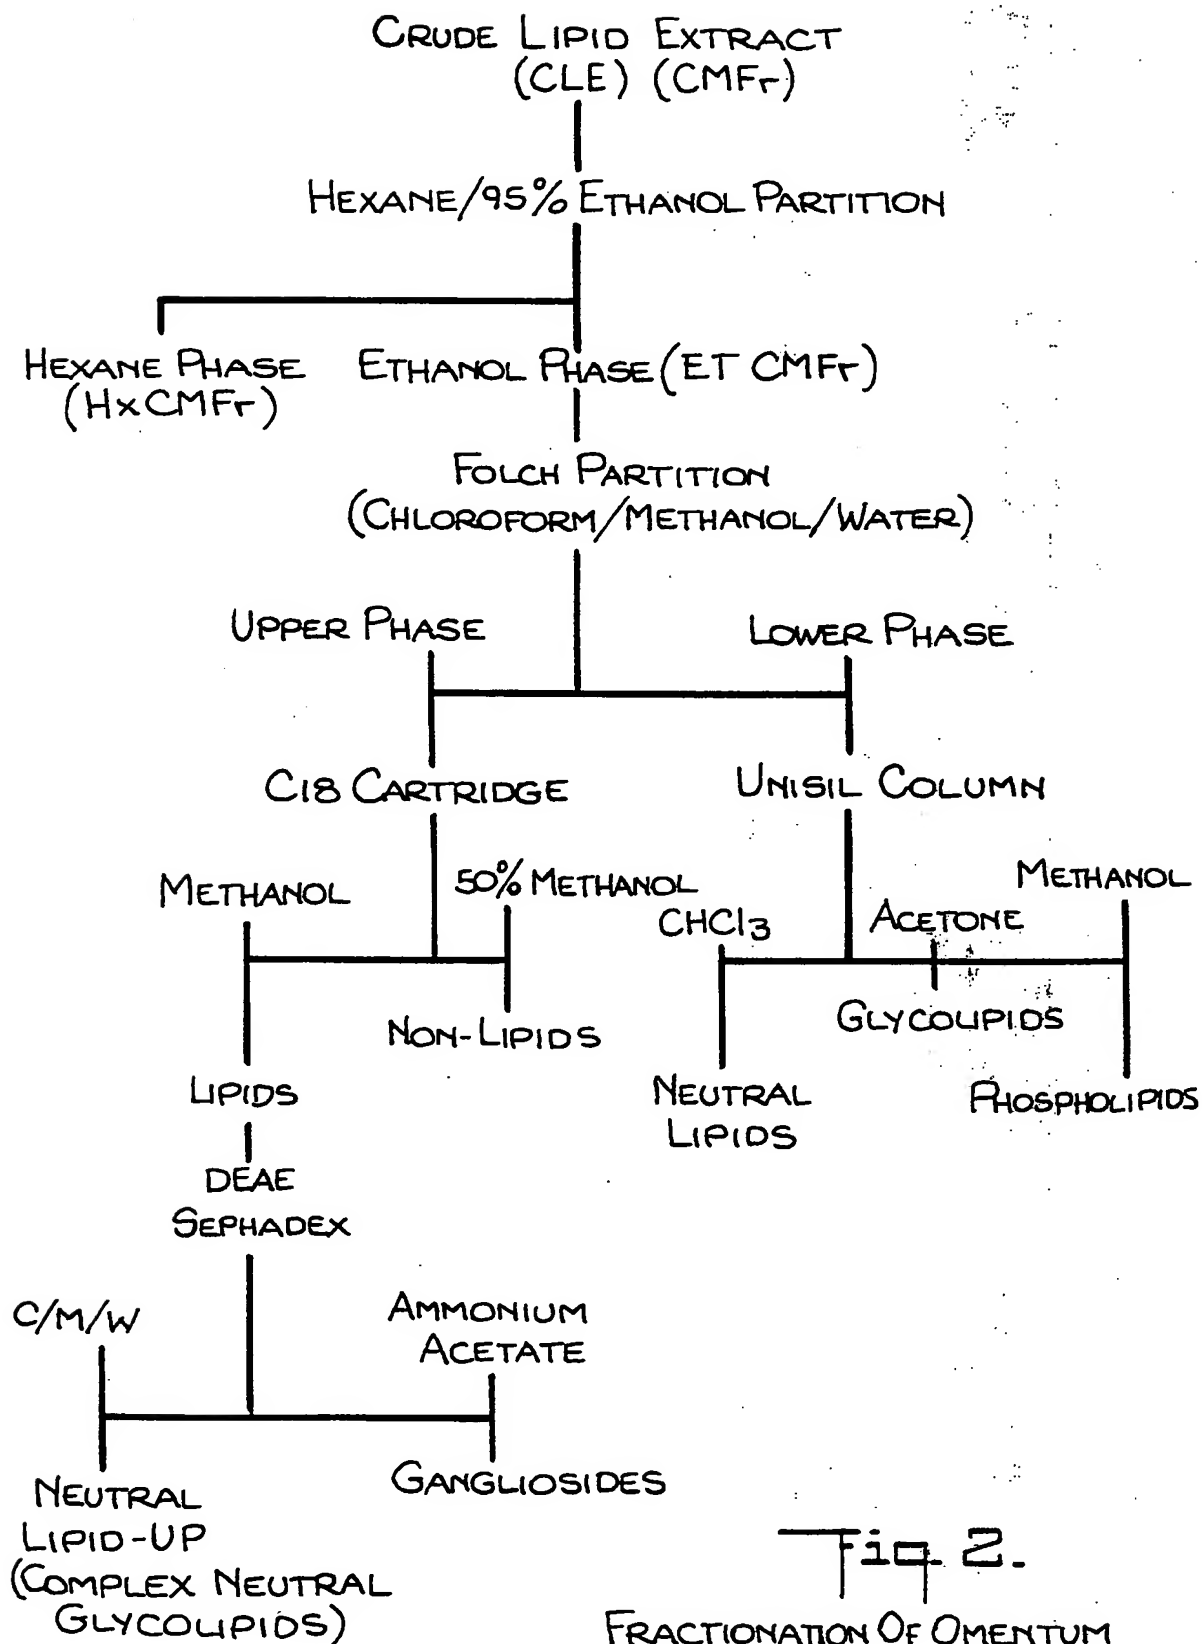 CRUDE LIPID EXTRACT
(CLE) (CMFr)
HEXANE/95% ETHANOL PARTITION
HEXANE PHASE
(HxCMFr)
ETHANOL PHASE (ET CMFr)
FOLCH PARTITION
(CHLOROFORM/METHANOL/WATER)
UPPER PHASE
LOWER PHASE
C18 CARTRIDGE
UNISIL COLUMN
METHANOL
50% METHANOL
CHCl3
ACETONE
METHANOL
NON-LIPIDS
GLYCOLIPIDS
LIPIDS
NEUTRAL
LIPIDS
PHOSPHOLIPIDS
DEAE
SEPHADEX
C/M/W
AMMONIUM
ACETATE
NEUTRAL
LIPID-UP
(COMPLEX NEUTRAL
GLYCOLIPIDS)
GANGLIOSIDES
Fig. 2.
FRACTIONATION OF OMENTUM